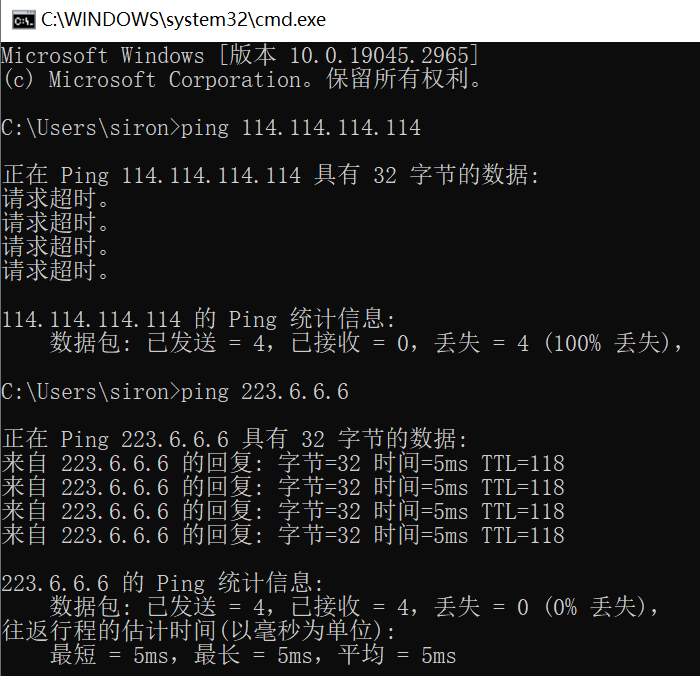 C:\WINDOWS\system32\cmd.exe
Microsoft Windows [版本 10.0.19045.2965]
(c) Microsoft Corporation。保留所有权利。
C:\Users\siron>ping 114.114.114.114
正在 Ping 114.114.114.114 具有 32 字节的数据:
请求超时。
请求超时。
请求超时。
请求超时。
114.114.114.114 的 Ping 统计信息:
数据包: 已发送 = 4，已接收 = 0，丢失 = 4 (100% 丢失)，
C:\Users\siron>ping 223.6.6.6
正在 Ping 223.6.6.6 具有 32 字节的数据:
来自 223.6.6.6 的回复: 字节=32 时间=5ms TTL=118
来自 223.6.6.6 的回复: 字节=32 时间=5ms TTL=118
来自 223.6.6.6 的回复: 字节=32 时间=5ms TTL=118
来自 223.6.6.6 的回复: 字节=32 时间=5ms TTL=118
223.6.6.6 的 Ping 统计信息:
数据包: 已发送 = 4，已接收 = 4，丢失 = 0 (0% 丢失)，
往返行程的估计时间(以毫秒为单位):
最短 = 5ms，最长 = 5ms，平均 = 5ms